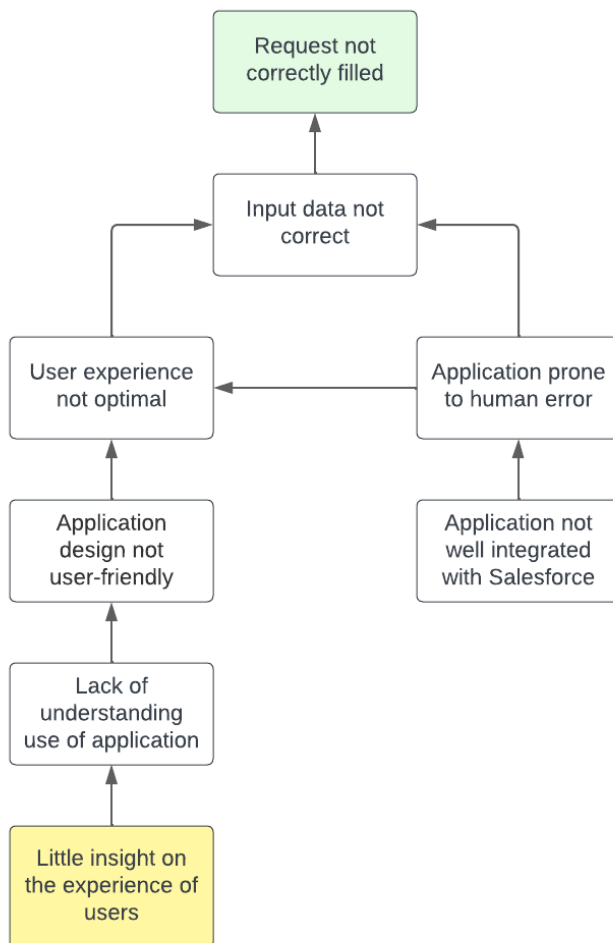 Request not
correctly filled
Input data not
correct
User experience
not optimal
Application prone
to human error
Application
design not
user-friendly
Application not
well integrated
with Salesforce
Lack of
understanding
use of application
Little insight on
the experience of
users